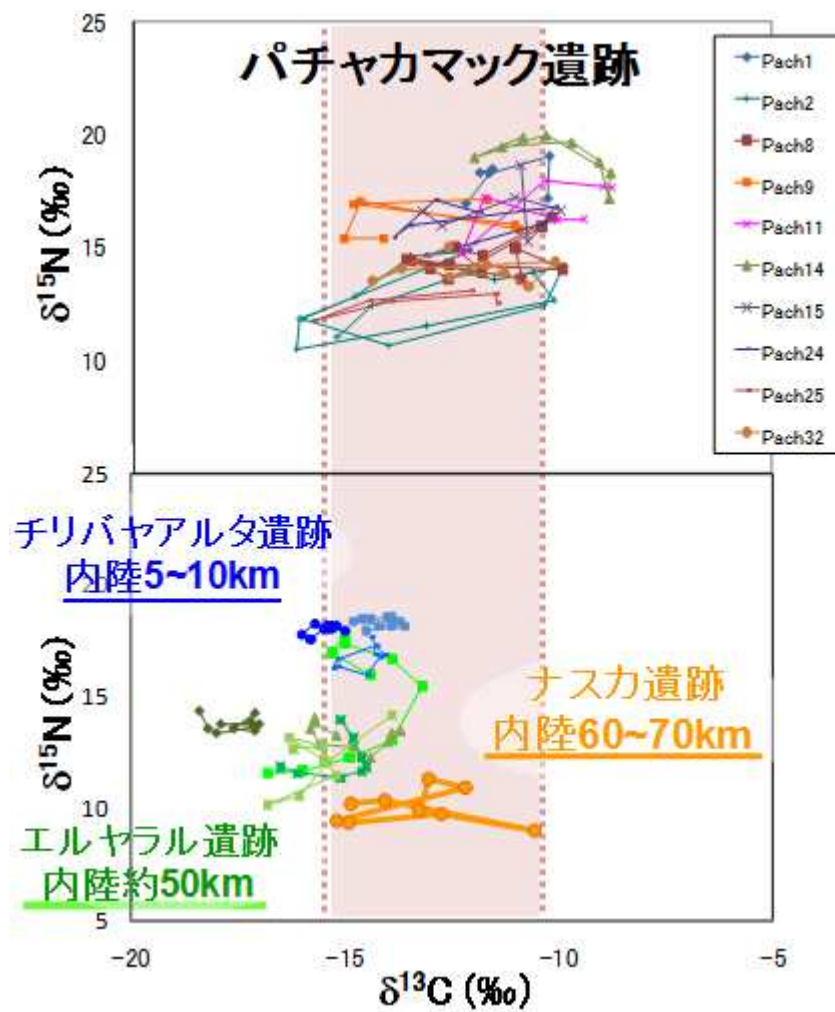 パチャカマック遺跡
25
20
15
10
δ¹⁵N (‰)
Pach1
Pach2
Pach8
Pach9
Pach11
Pach14
Pach15
Pach24
Pach25
Pach32
25
20
15
10
5
δ¹⁵N (‰)
チリバヤアルタ遺跡
内陸5~10km
ナスカ遺跡
内陸60~70km
エルヤラル遺跡
内陸約50km
-20 -15 -10 -5
δ¹³C (‰)